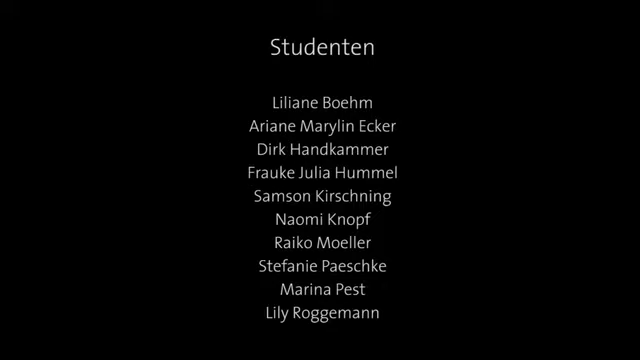 Studenten
Liliane Boehm
Ariane Marylin Ecker
Dirk Handkammer
Frauke Julia Hummel
Samson Kirschning
Naomi Knopf
Raiko Moeller
Stefanie Paeschke
Marina Pest
Lily Roggemann